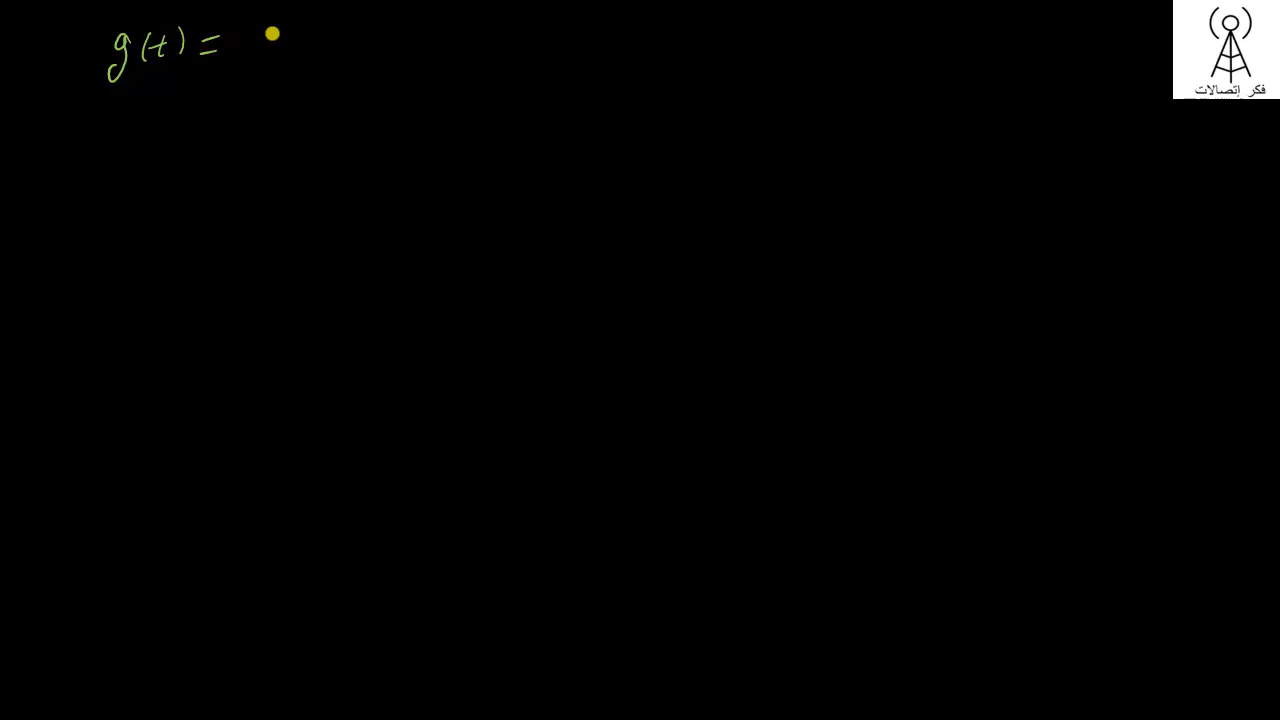 g(t) =
فكر إتصالات